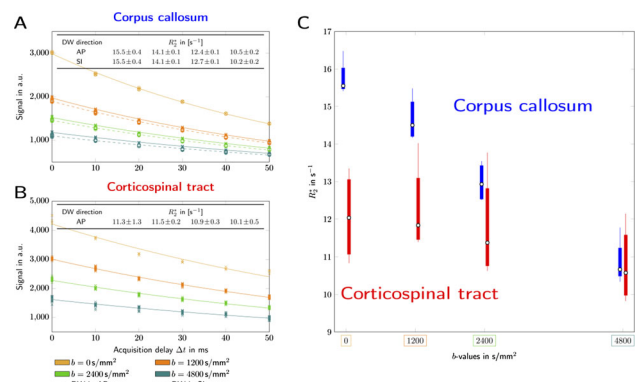 A
Corpus callosum
DW direction R₂* in [s⁻¹]
AP 15.5±0.4 14.1±0.1 12.4±0.1 10.5±0.2
SI 15.5±0.4 14.1±0.1 12.7±0.1 10.2±0.2
3,000
2,000
1,000
Signal in a.u.
0 10 20 30 40 50
B
Corticospinal tract
DW direction R₂* in [s⁻¹]
AP 11.3±1.3 11.5±0.2 10.9±0.3 10.1±0.5
5,000
4,000
3,000
2,000
1,000
Signal in a.u.
0 10 20 30 40 50
Acquisition delay Δt in ms
b = 0 s/mm² b = 1200 s/mm²
b = 2400 s/mm² b = 4800 s/mm²
C
17
16
15
14
13
12
11
10
9
R₂* in s⁻¹
Corpus callosum
Corticospinal tract
0 1200 2400 4800
b-values in s/mm²